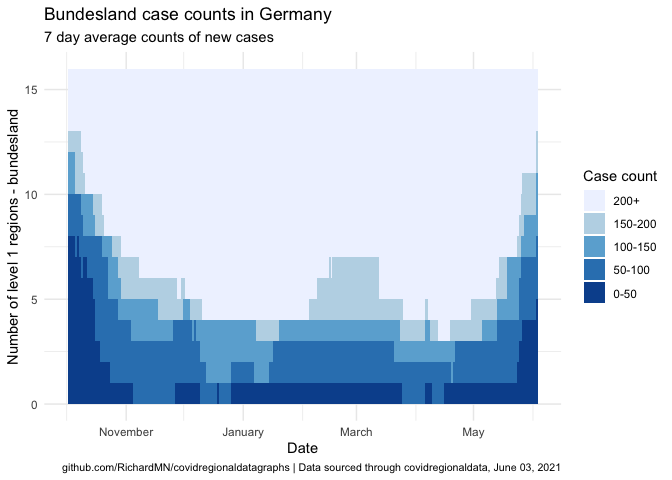 Bundesland case counts in Germany
7 day average counts of new cases
Number of level 1 regions - bundesland
15
10
5
0
November
January
March
May
Date
Case count
200+
150-200
100-150
50-100
0-50
github.com/RichardMN/covidregionaldatagraphs | Data sourced through covidregionaldata, June 03, 2021